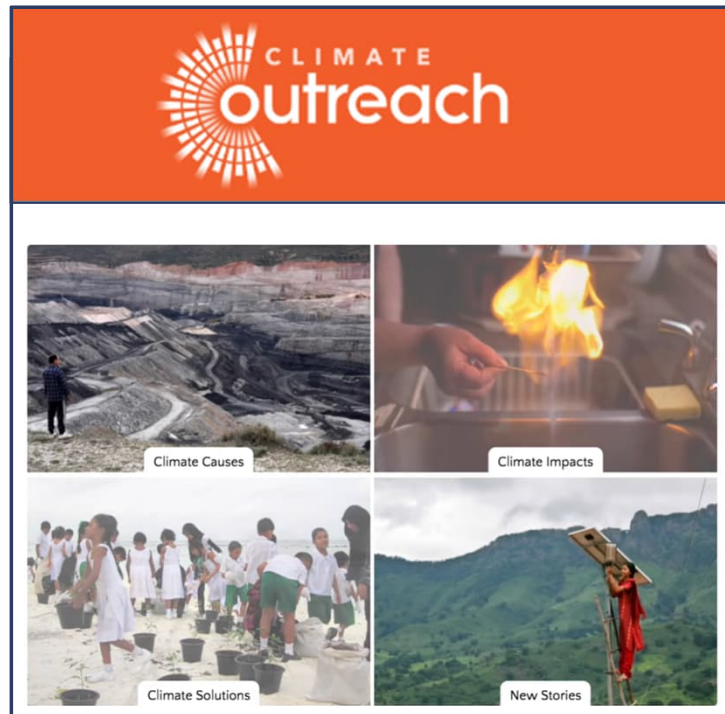 CLIMATE
outreach
Climate Causes
Climate Impacts
Climate Solutions
New Stories